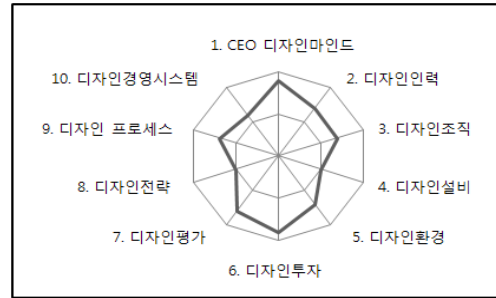 1. CEO 디자인마인드
2. 디자인인력
3. 디자인조직
4. 디자인설비
5. 디자인환경
6. 디자인투자
7. 디자인평가
8. 디자인전략
9. 디자인 프로세스
10. 디자인경영시스템